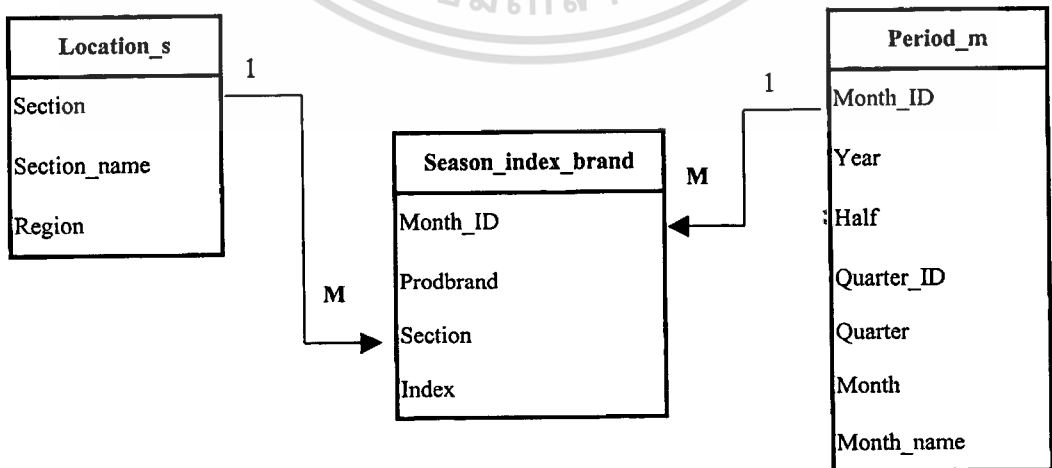 Location_s
Section
Section_name
Region
1
M
Season_index_brand
Month_ID
Prodbrand
Section
Index
1
M
Period_m
Month_ID
Year
Half
Quarter_ID
Quarter
Month
Month_name